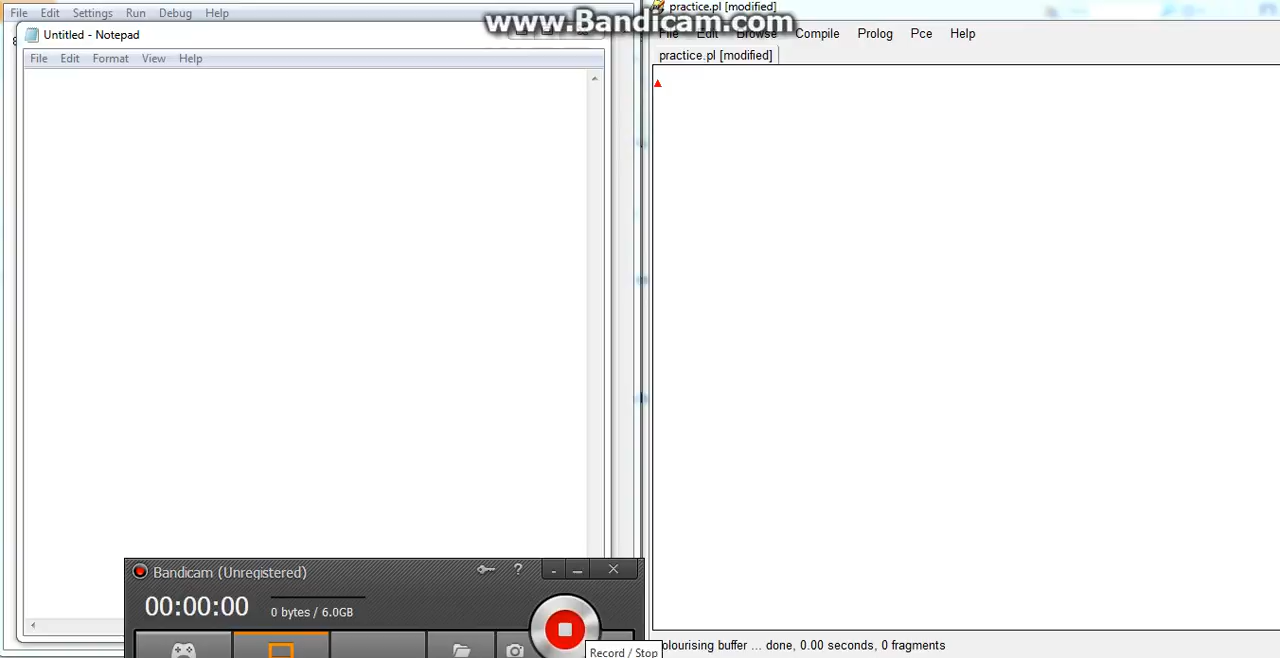 www.Bandicam.com
File Edit Settings Run Debug Help
Untitled - Notepad
File Edit Format View Help
practice.pl [modified]
File Edit Browse Compile Prolog Pce Help
practice.pl [modified]
Bandicam (Unregistered)
?
00:00:00
0 bytes / 6.0GB
Record / Stop
olourising buffer ... done, 0.00 seconds, 0 fragments